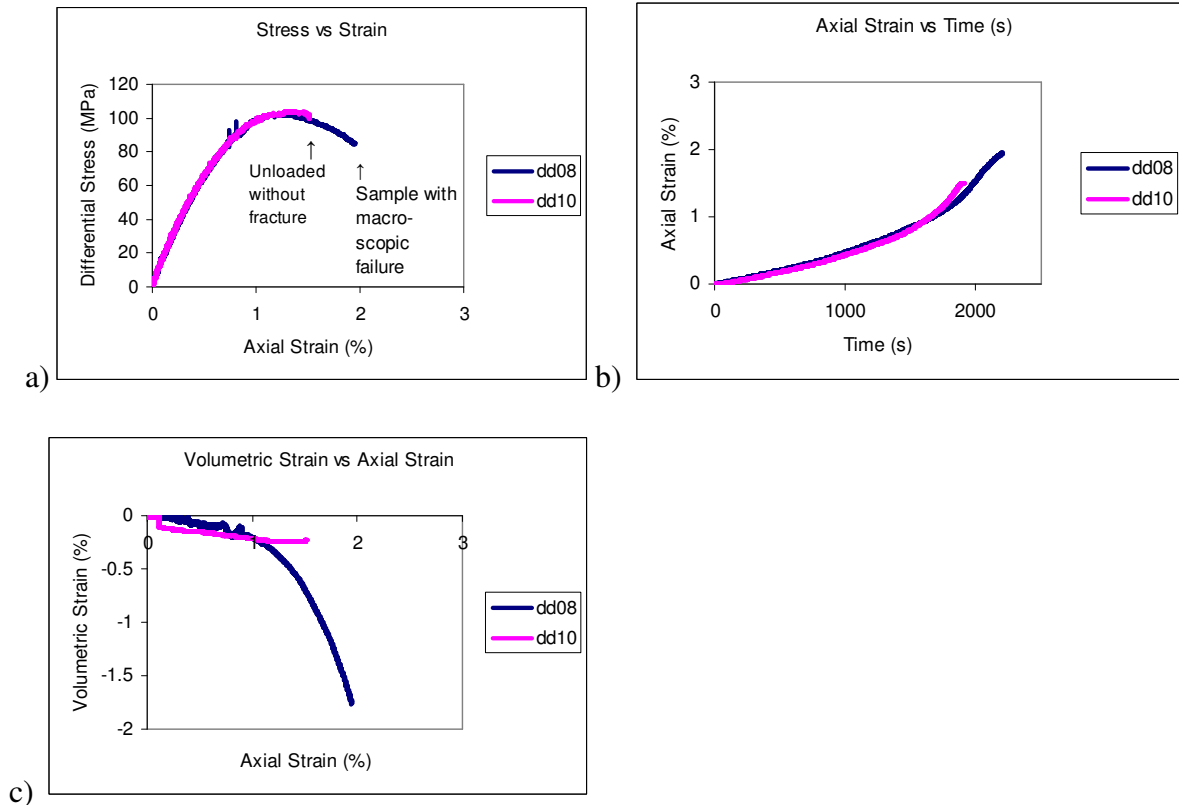 Stress vs Strain
Differential Stress (MPa)
120
100
80
60
40
20
0
0 1 2 3
Axial Strain (%)
↑
Unloaded
without
fracture
↑
Sample with
macro-
scopic
failure
dd08
dd10
a)
Axial Strain vs Time (s)
Axial Strain (%)
3
2
1
0
0 1000 2000
Time (s)
dd08
dd10
b)
Volumetric Strain vs Axial Strain
Volumetric Strain (%)
0
-0.5
-1
-1.5
-2
0 1 2 3
Axial Strain (%)
dd08
dd10
c)